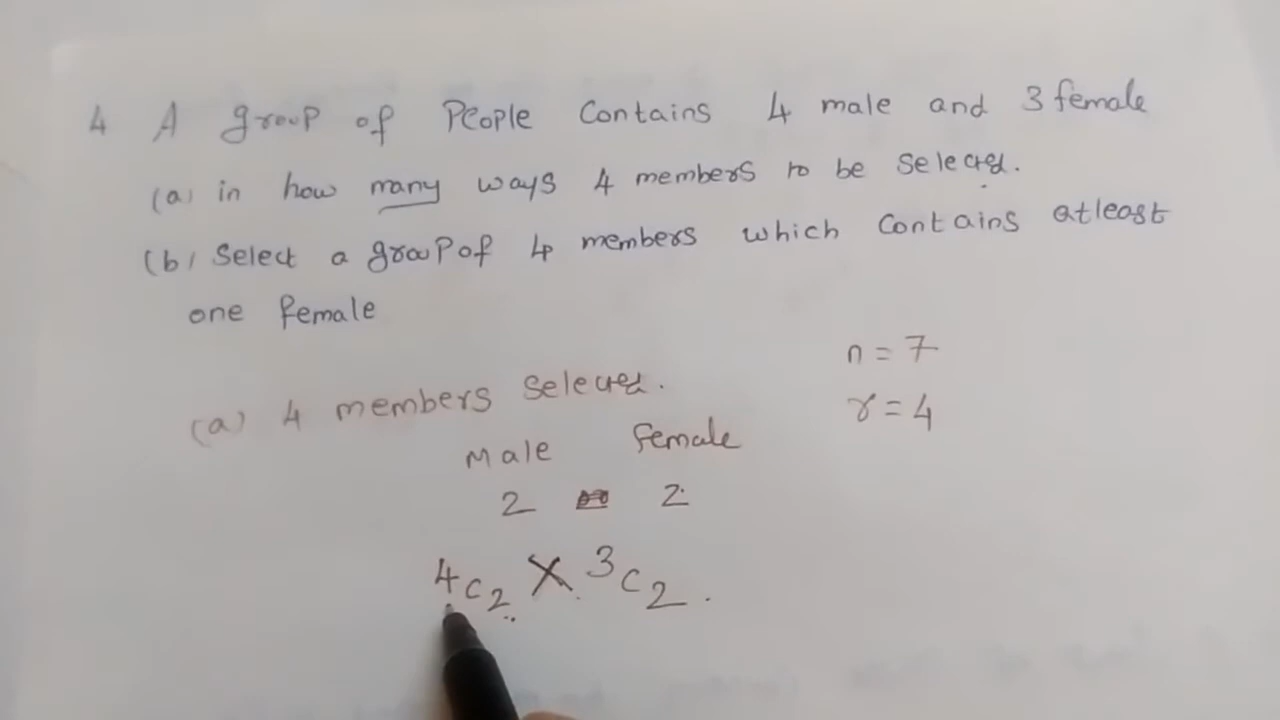 4 A group of People Contains 4 male and 3 female
(a) in how many ways 4 members to be selected.
(b) Select a group of 4 members which contains atleast
one female
n = 7
(a) 4 members selected.
r = 4
Male Female
2 2
4C2 X 3C2.